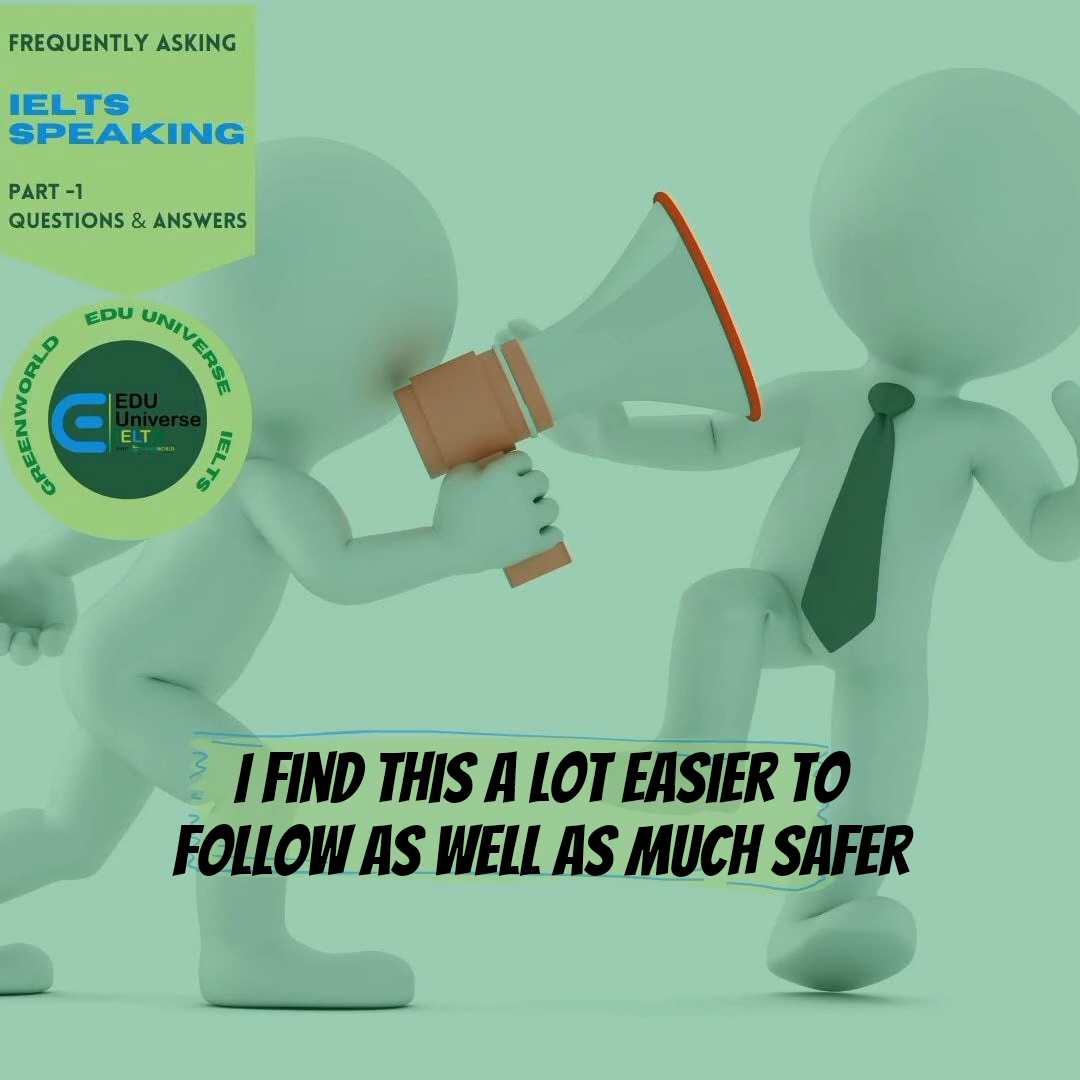 FREQUENTLY ASKING
IELTS
SPEAKING
PART -1
QUESTIONS & ANSWERS
GREENWORLD EDU UNIVERSE IELTS
EDU
Universe
IELTS
I FIND THIS A LOT EASIER TO
FOLLOW AS WELL AS MUCH SAFER